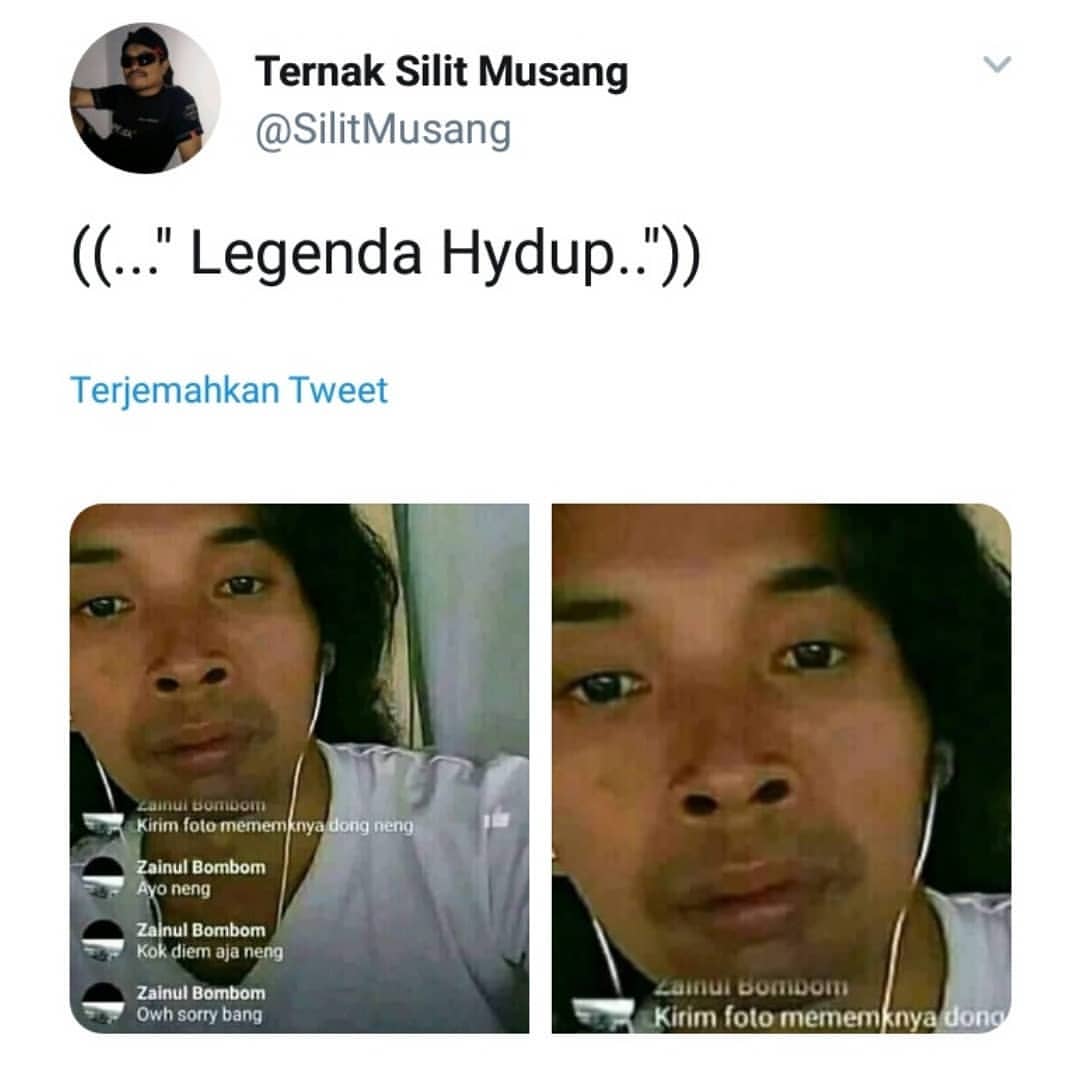 Ternak Silit Musang
@SilitMusang
((..." Legenda Hydup.."))
Terjemahkan Tweet
Zainul Bombom
Kirim foto mememknya dong neng
Zainul Bombom
Ayo neng
Zainul Bombom
Kok diem aja neng
Zainul Bombom
Owh sorry bang
Zainul Bombom
Kirim foto mememknya dong